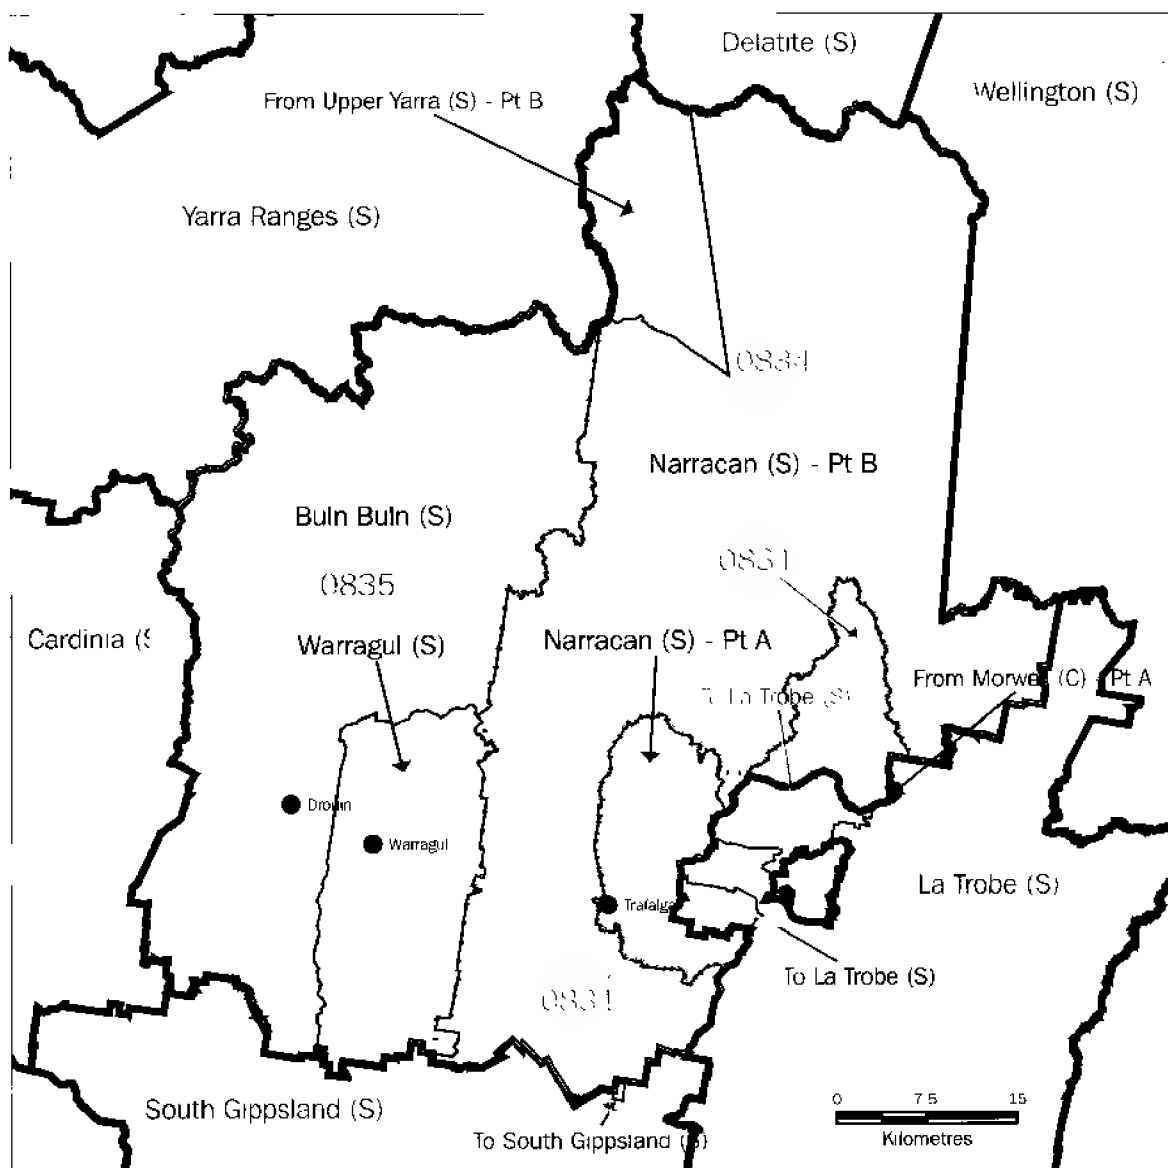 Delatite (S)
Wellington (S)
From Upper Yarra (S) - Pt B
Yarra Ranges (S)
0834
Narracan (S) - Pt B
Buln Buln (S)
0831
0835
Cardinia (S
Warragul (S)
Narracan (S) - Pt A
From Morwell (C) - Pt A
To La Trobe (S)
Drouin
Warragul
La Trobe (S)
Trafalga
To La Trobe (S)
0831
South Gippsland (S)
0 7 5 15
Kilometres
To South Gippsland (S)